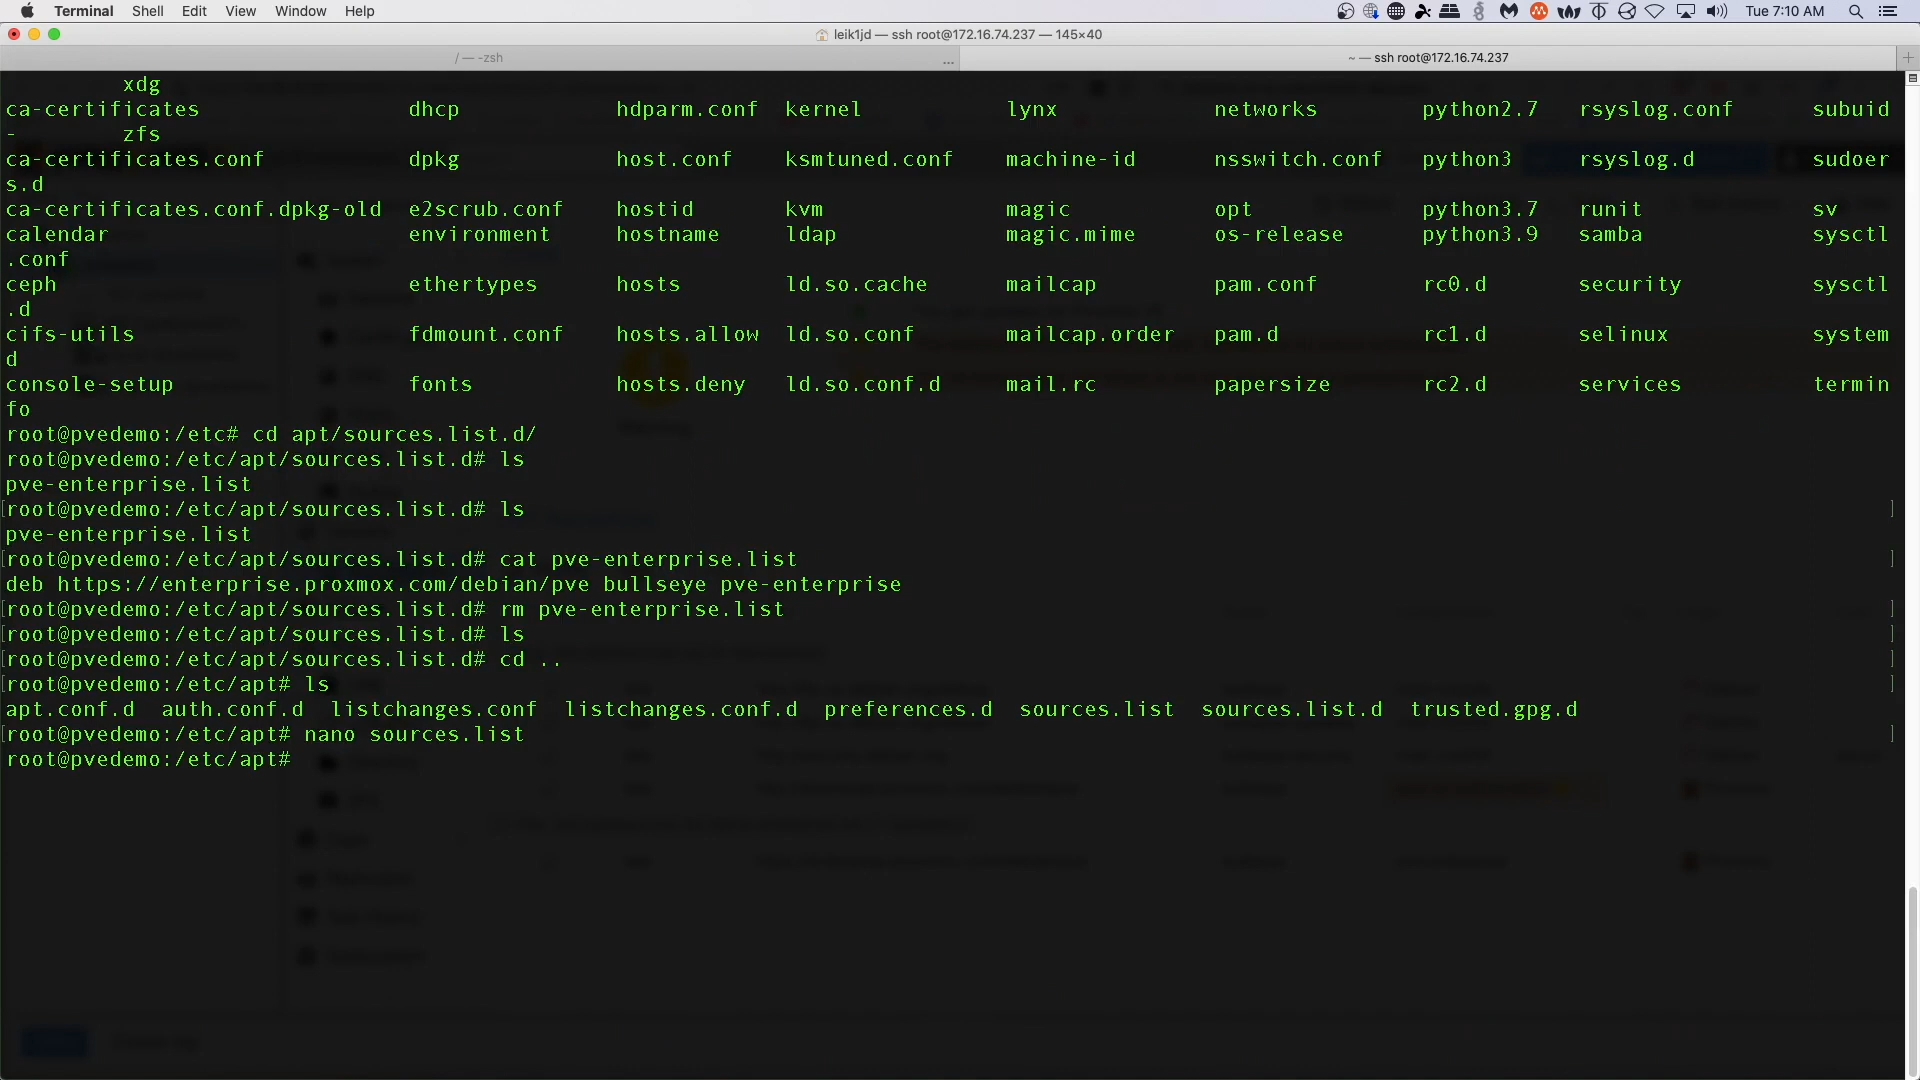 Terminal Shell Edit View Window Help Tue 7:10 AM
leik1jd — ssh root@172.16.74.237 — 145×40
/ — -zsh ... ~ — ssh root@172.16.74.237
xdg
ca-certificates dhcp hdparm.conf kernel lynx networks python2.7 rsyslog.conf subuid
- zfs
ca-certificates.conf dpkg host.conf ksmtuned.conf machine-id nsswitch.conf python3 rsyslog.d sudoer
s.d
ca-certificates.conf.dpkg-old e2scrub.conf hostid kvm magic opt python3.7 runit sv
calendar environment hostname ldap magic.mime os-release python3.9 samba sysctl
.conf
ceph ethertypes hosts ld.so.cache mailcap pam.conf rc0.d security sysctl
.d
cifs-utils fdmount.conf hosts.allow ld.so.conf mailcap.order pam.d rc1.d selinux system
d
console-setup fonts hosts.deny ld.so.conf.d mail.rc papersize rc2.d services termin
fo
root@pvedemo:/etc# cd apt/sources.list.d/
root@pvedemo:/etc/apt/sources.list.d# ls
pve-enterprise.list
[root@pvedemo:/etc/apt/sources.list.d# ls ]
pve-enterprise.list
[root@pvedemo:/etc/apt/sources.list.d# cat pve-enterprise.list ]
deb https://enterprise.proxmox.com/debian/pve bullseye pve-enterprise
[root@pvedemo:/etc/apt/sources.list.d# rm pve-enterprise.list ]
[root@pvedemo:/etc/apt/sources.list.d# ls ]
[root@pvedemo:/etc/apt/sources.list.d# cd .. ]
[root@pvedemo:/etc/apt# ls ]
apt.conf.d auth.conf.d listchanges.conf listchanges.conf.d preferences.d sources.list sources.list.d trusted.gpg.d
[root@pvedemo:/etc/apt# nano sources.list ]
root@pvedemo:/etc/apt#